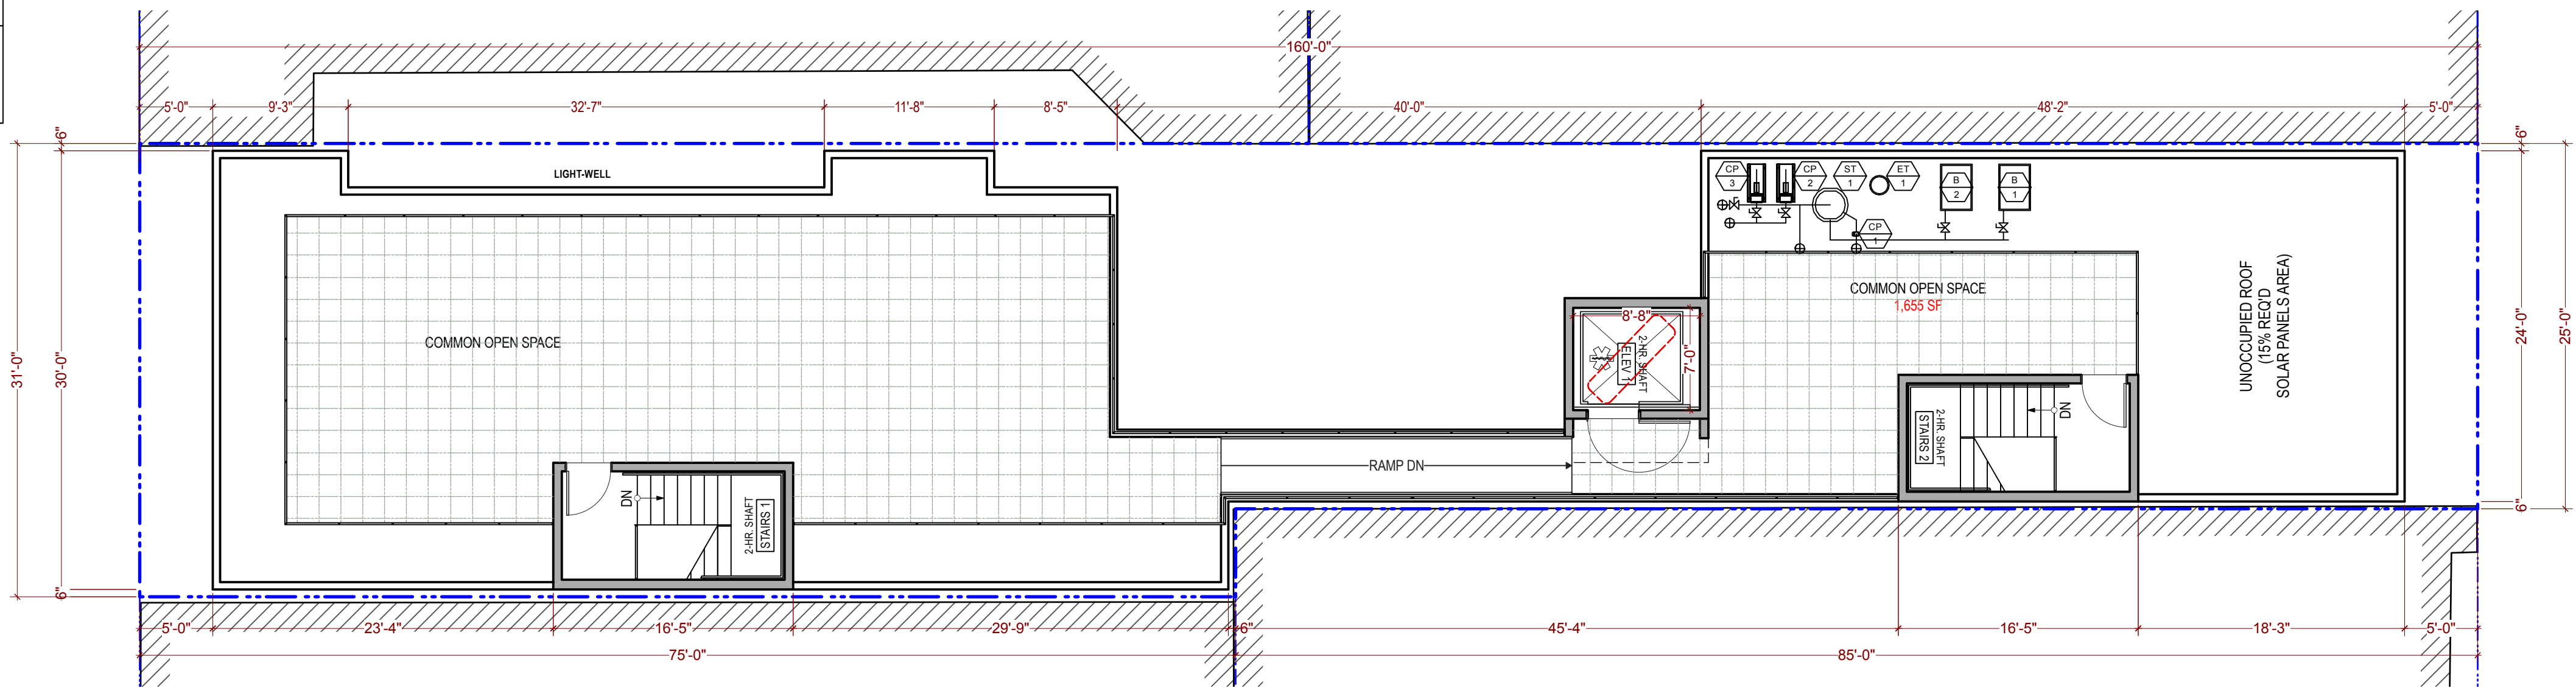 160'-0"
5'-0"
9'-3"
32'-7"
11'-8"
8'-5"
40'-0"
48'-2"
5'-0"
6"
31'-0"
30'-0"
6"
LIGHT-WELL
COMMON OPEN SPACE
2-HR. SHAFT
STAIRS 1
DN
RAMP DN
8'-8"
7'-0"
2-HR. SHAFT
ELEV 1
CP
3
CP
2
ST
1
ET
1
B
2
B
1
CP
1
COMMON OPEN SPACE
1,655 SF
2-HR. SHAFT
STAIRS 2
DN
UNOCCUPIED ROOF
(15% REQ'D
SOLAR PANELS AREA)
6"
24'-0"
25'-0"
6"
5'-0"
23'-4"
16'-5"
29'-9"
6"
45'-4"
16'-5"
18'-3"
5'-0"
75'-0"
85'-0"